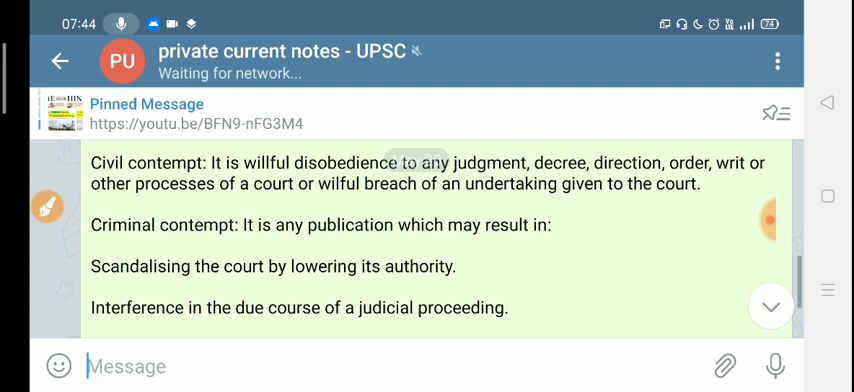 07:44
74
PU
private current notes - UPSC
Waiting for network...
Pinned Message
https://youtu.be/BFN9-nFG3M4
Civil contempt: It is willful disobedience to any judgment, decree, direction, order, writ or
other processes of a court or wilful breach of an undertaking given to the court.
Criminal contempt: It is any publication which may result in:
Scandalising the court by lowering its authority.
Interference in the due course of a judicial proceeding.
Message